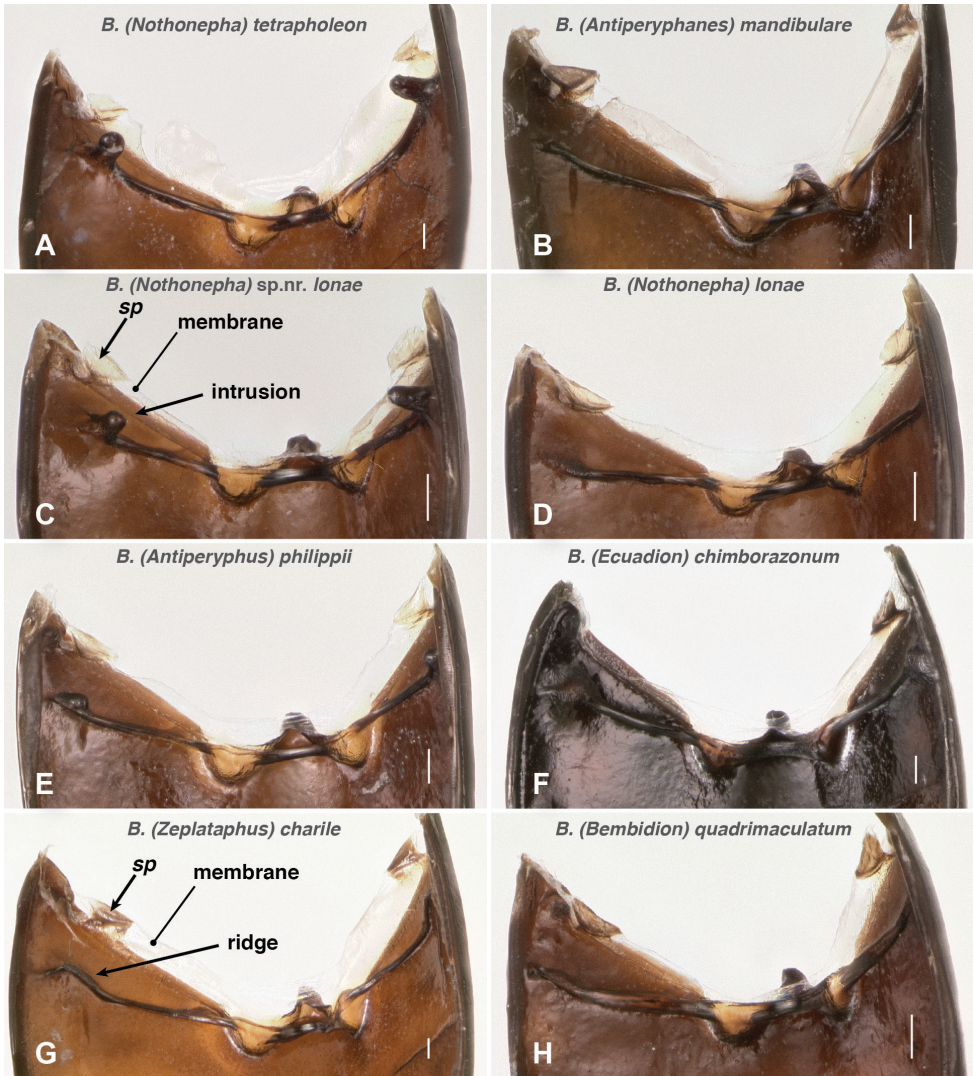 B. (Nothonepha) tetrapholeon
A
B. (Antiperyphanes) mandibulare
B
B. (Nothonepha) sp.nr. lonae
sp
membrane
intrusion
C
B. (Nothonepha) lonae
D
B. (Antiperyphus) philippii
E
B. (Ecuadion) chimborazonum
F
B. (Zeplataphus) charile
sp
membrane
ridge
G
B. (Bembidion) quadrimaculatum
H